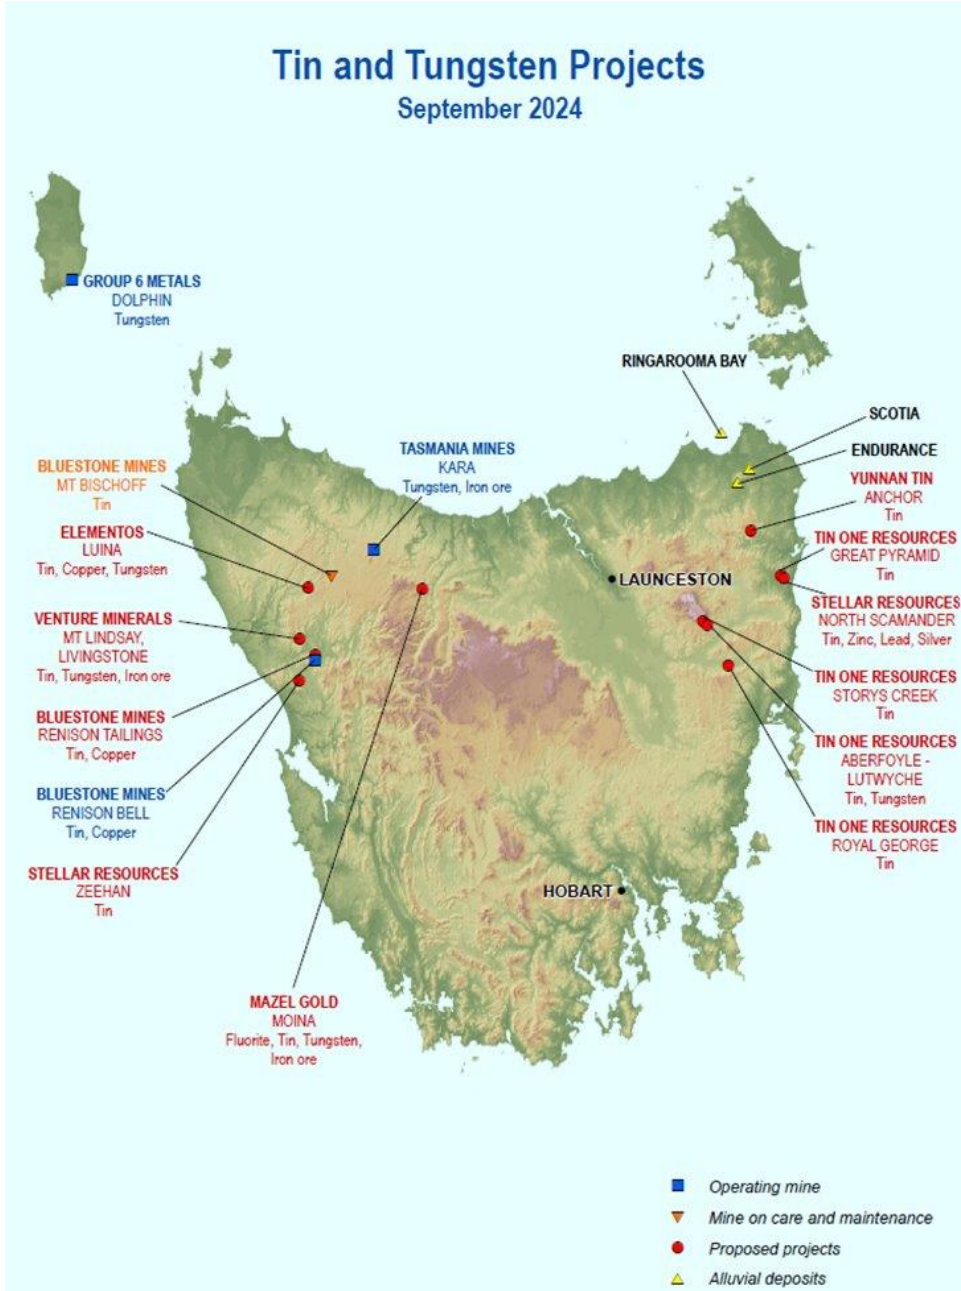 Tin and Tungsten Projects
September 2024
GROUP 6 METALS
DOLPHIN
Tungsten
RINGAROOMA BAY
SCOTIA
ENDURANCE
TASMANIA MINES
KARA
Tungsten, Iron ore
BLUESTONE MINES
MT BISCHOFF
Tin
YUNNAN TIN
ANCHOR
Tin
ELEMENTOS
LUINA
Tin, Copper, Tungsten
TIN ONE RESOURCES
GREAT PYRAMID
Tin
LAUNCESTON
STELLAR RESOURCES
NORTH SCAMANDER
Tin, Zinc, Lead, Silver
VENTURE MINERALS
MT LINDSAY,
LIVINGSTONE
Tin, Tungsten, Iron ore
TIN ONE RESOURCES
STORYS CREEK
Tin
BLUESTONE MINES
RENISON TAILINGS
Tin, Copper
TIN ONE RESOURCES
ABERFOYLE -
LUTWYCHE
Tin, Tungsten
BLUESTONE MINES
RENISON BELL
Tin, Copper
TIN ONE RESOURCES
ROYAL GEORGE
Tin
STELLAR RESOURCES
ZEEHAN
Tin
HOBART
MAZEL GOLD
MOINA
Fluorite, Tin, Tungsten,
Iron ore
Operating mine
Mine on care and maintenance
Proposed projects
Alluvial deposits